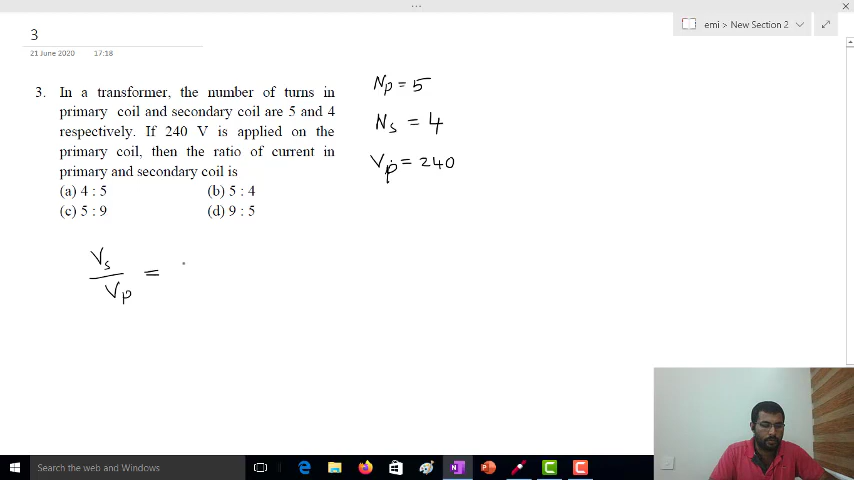 emi > New Section 2
3
21 June 2020 17:18
3. In a transformer, the number of turns in
primary coil and secondary coil are 5 and 4
respectively. If 240 V is applied on the
primary coil, then the ratio of current in
primary and secondary coil is
(a) 4 : 5 (b) 5 : 4
(c) 5 : 9 (d) 9 : 5
Np = 5
Ns = 4
Vp = 240
Vs
Vp =
Search the web and Windows